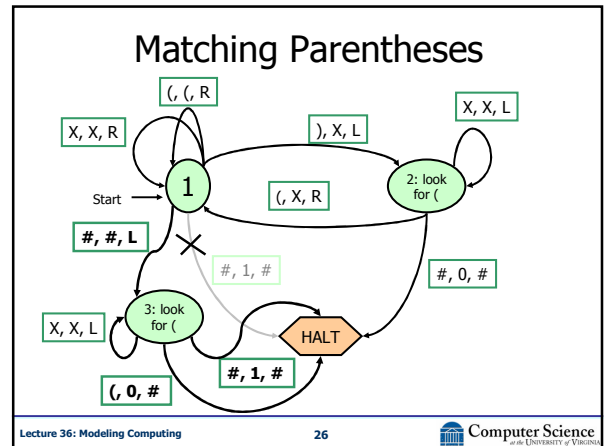 Matching Parentheses
(, (, R
X, X, R
X, X, L
), X, L
1
2: look
for (
Start
(, X, R
#, #, L
#, 1, #
#, 0, #
3: look
for (
X, X, L
HALT
#, 1, #
(, 0, #
Lecture 36: Modeling Computing
26
Computer Science
at the UNIVERSITY of VIRGINIA